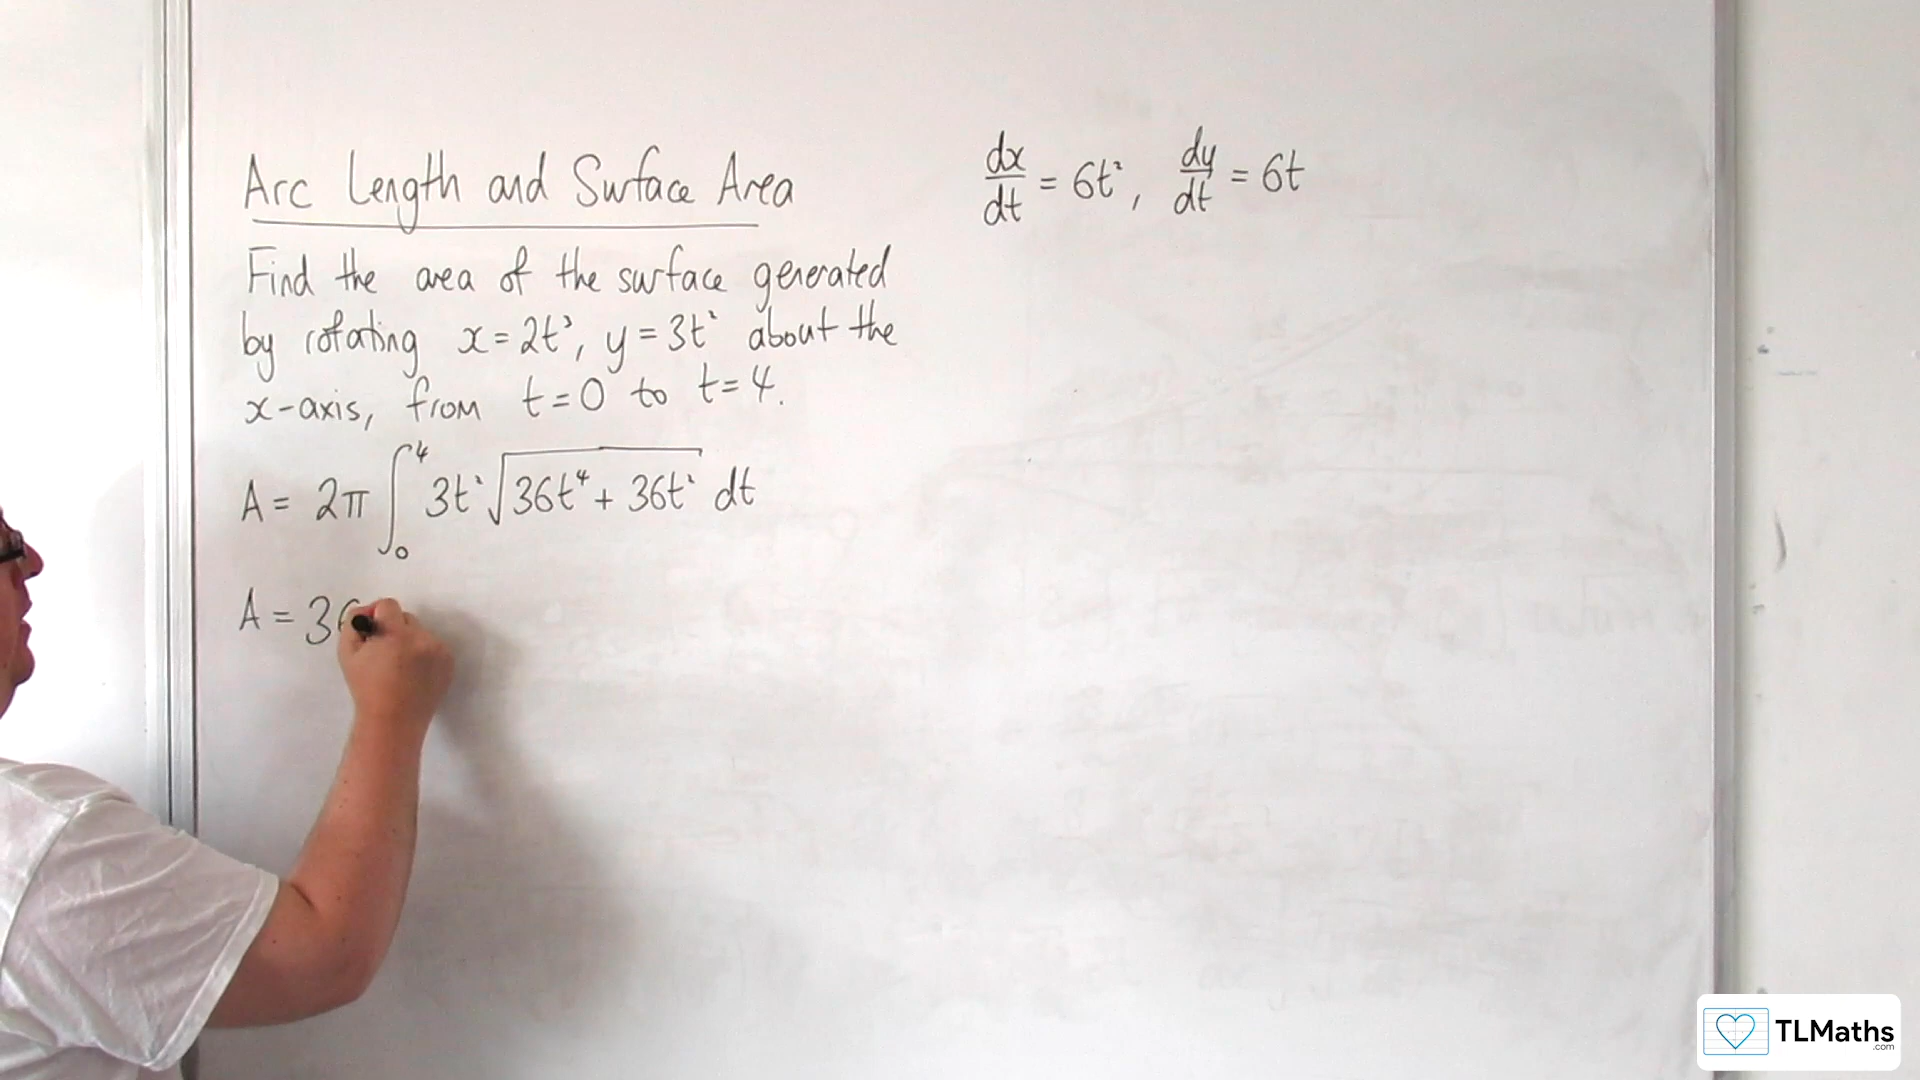 Arc Length and Surface Area
Find the area of the surface generated
by rotating x = 2t³, y = 3t² about the
x-axis, from t = 0 to t = 4.
A = 2π ∫₀⁴ 3t² √(36t⁴ + 36t²) dt
A = 36
dx/dt = 6t², dy/dt = 6t
TLMaths
.com